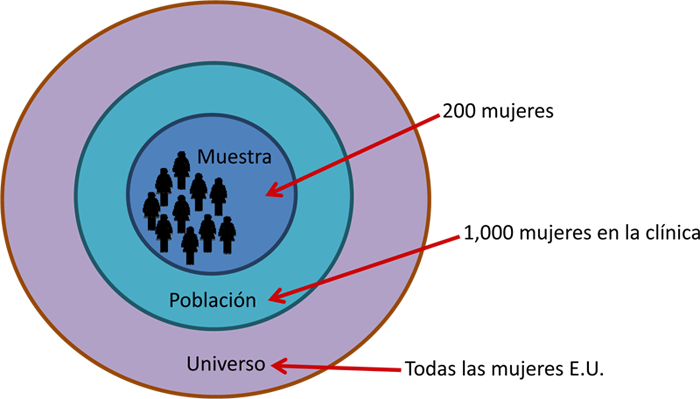 200 mujeres
Muestra
1,000 mujeres en la clínica
Población
Universo
Todas las mujeres E.U.